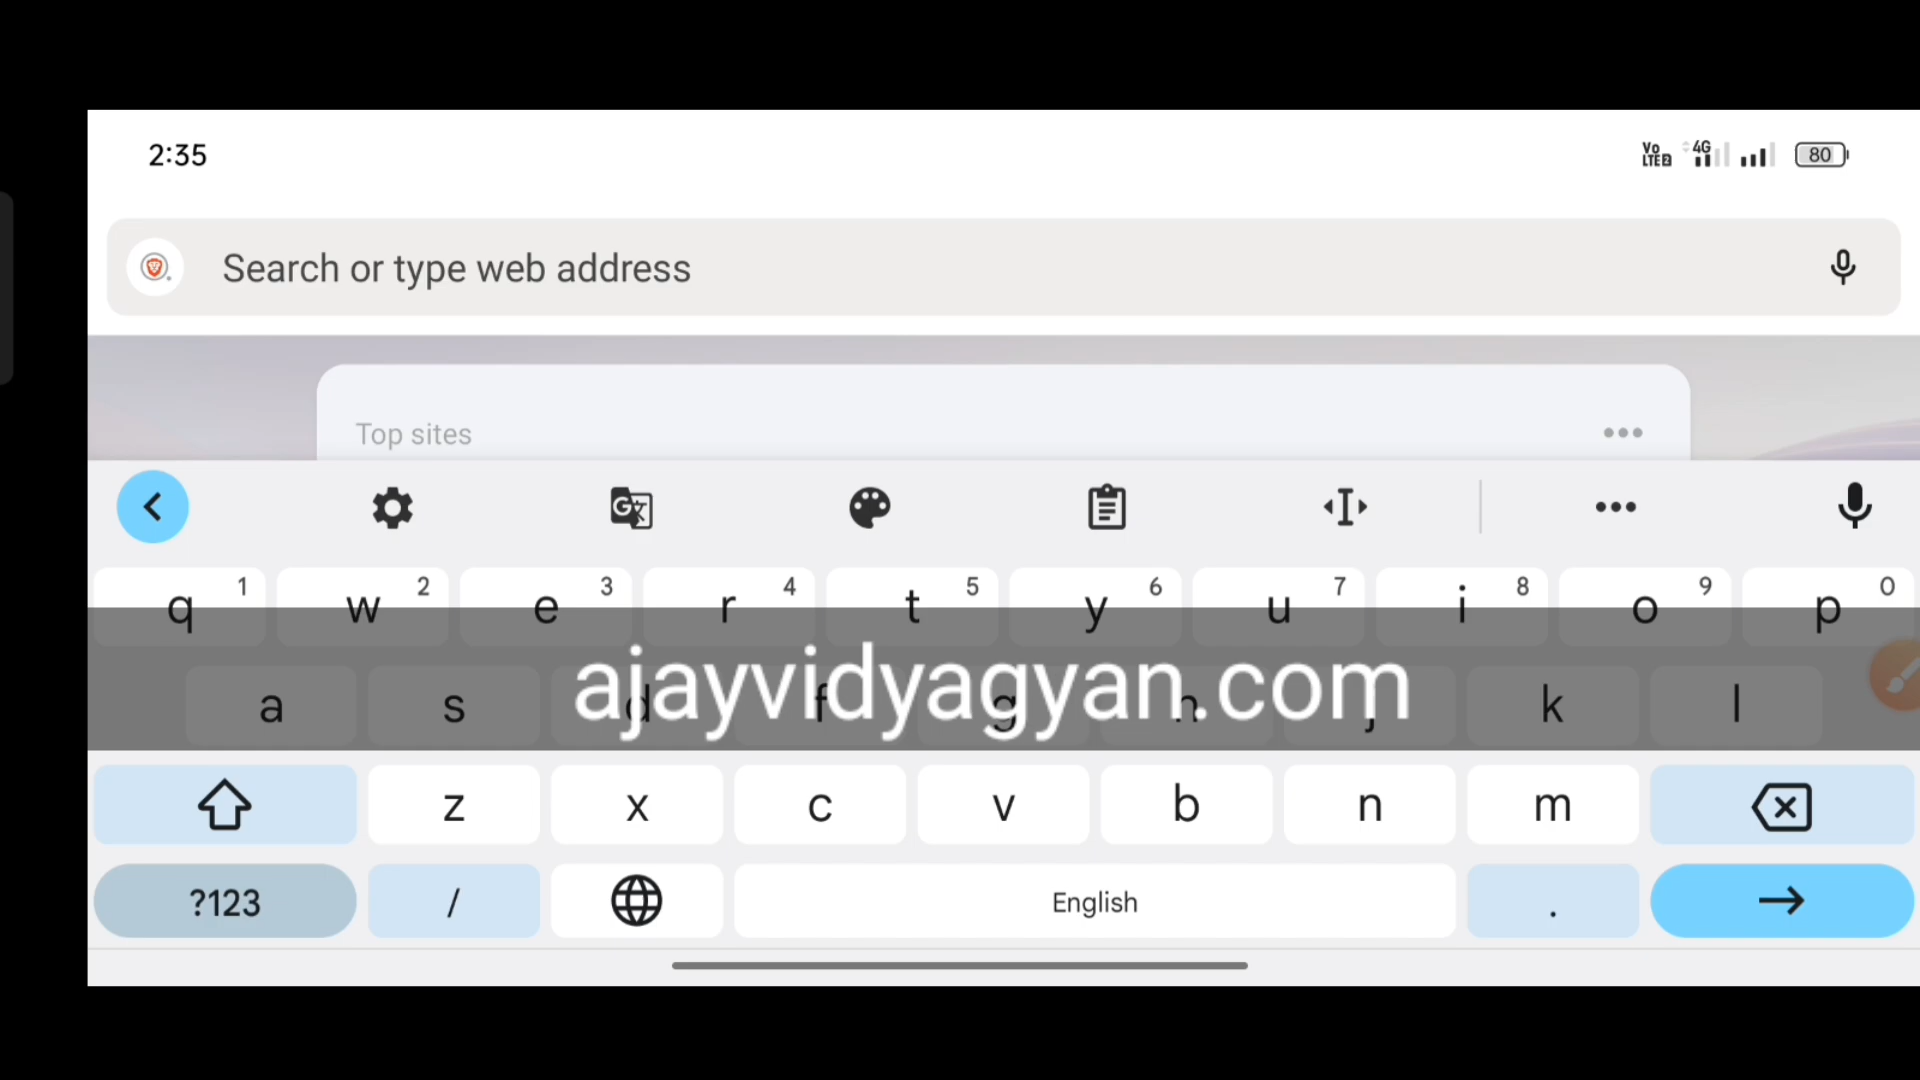 2:35
Vo LTE2 4G 80
Search or type web address
Top sites
q 1 w 2 e 3 r 4 t 5 y 6 u 7 i 8 o 9 p 0
ajayvidyagyan.com
a s d f g h j k l
z x c v b n m
?123 / English .